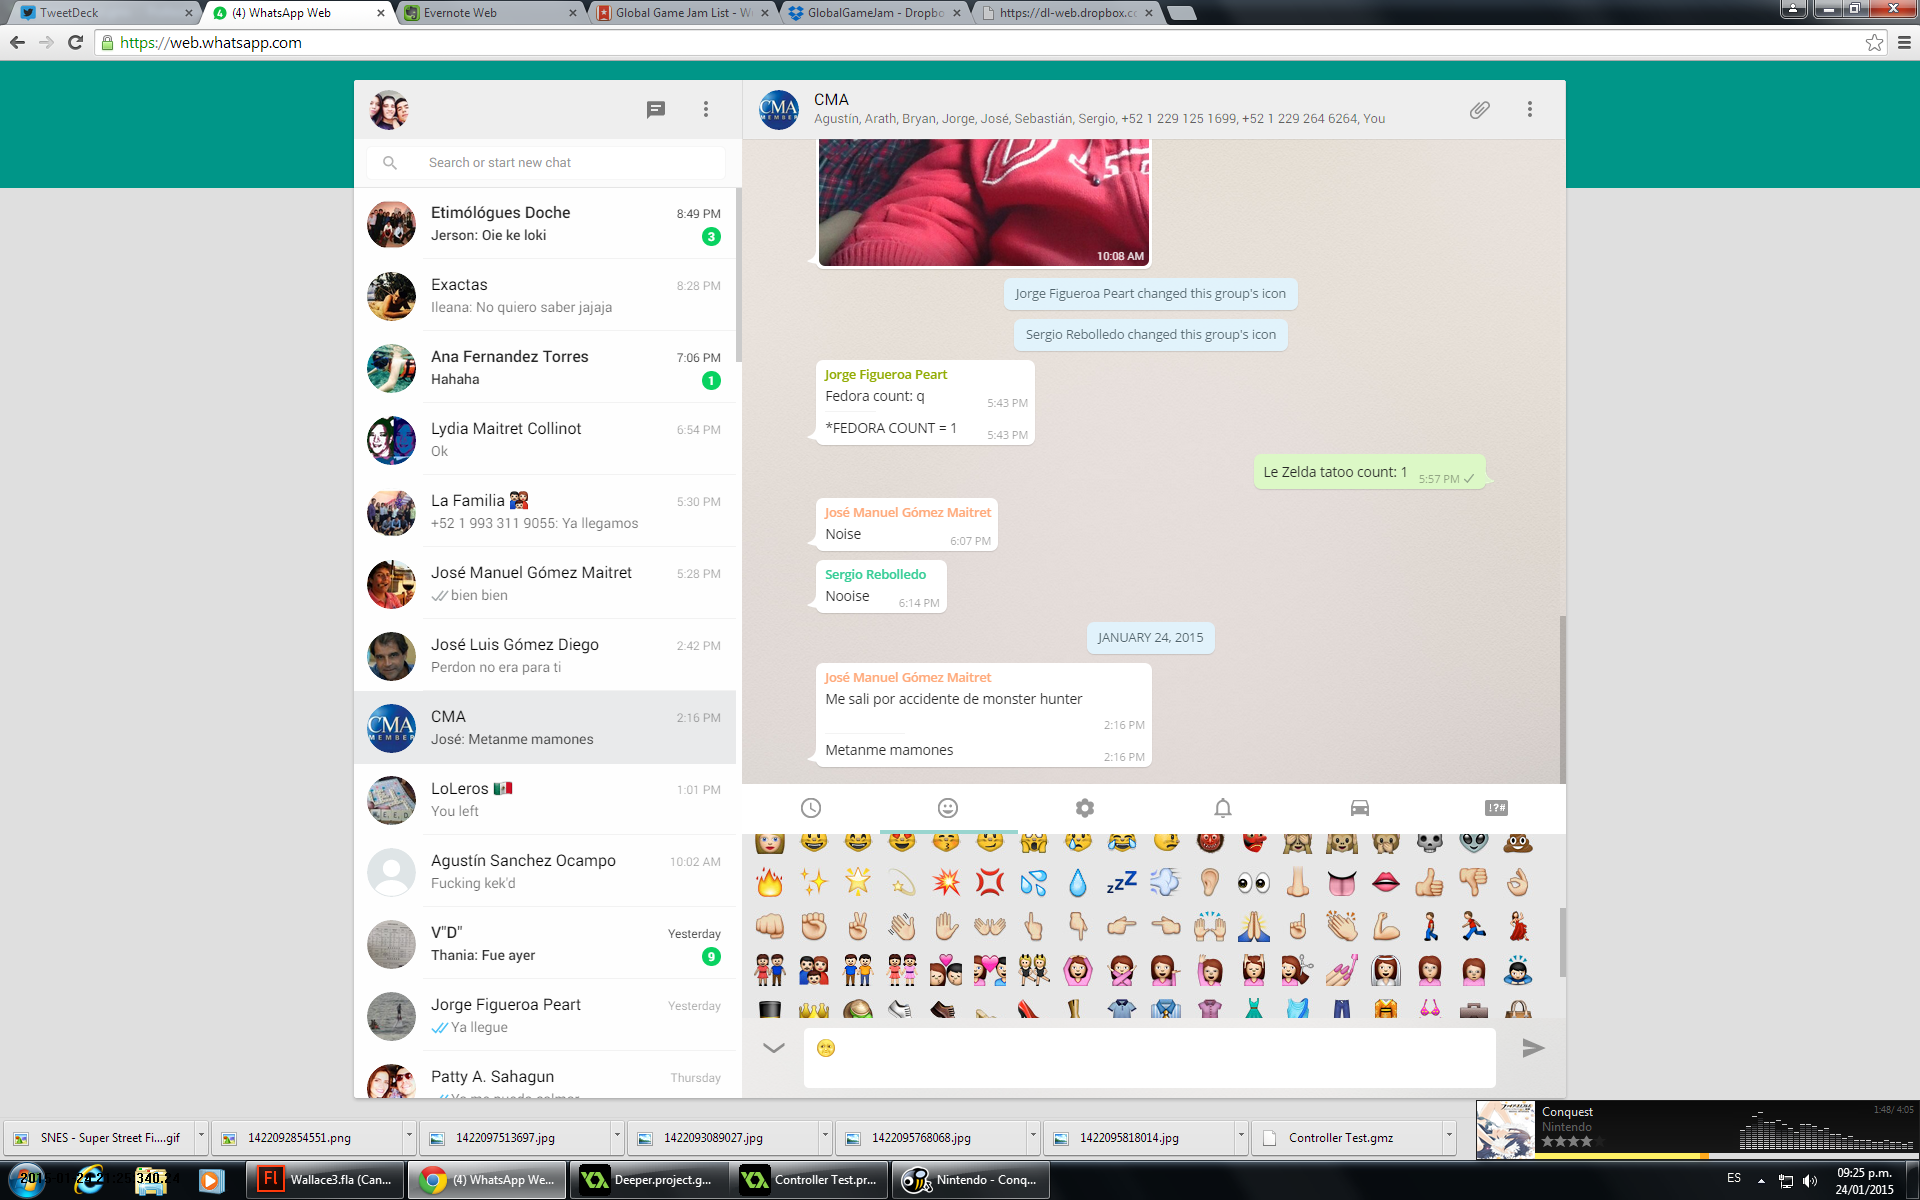 TweetDeck
(4) WhatsApp Web
Evernote Web
Global Game Jam List - W
GlobalGameJam - Dropbo
https://dl-web.dropbox.co
https://web.whatsapp.com
Search or start new chat
Etimólógues Doche
8:49 PM
Jerson: Oie ke loki
3
Exactas
8:28 PM
Ileana: No quiero saber jajaja
Ana Fernandez Torres
7:06 PM
Hahaha
1
Lydia Maitret Collinot
6:54 PM
Ok
La Familia
5:30 PM
+52 1 993 311 9055: Ya llegamos
José Manuel Gómez Maitret
5:28 PM
bien bien
José Luis Gómez Diego
2:42 PM
Perdon no era para ti
CMA
MEMBER
CMA
2:16 PM
José: Metanme mamones
LoLeros
1:01 PM
You left
Agustín Sanchez Ocampo
10:02 AM
Fucking kek'd
V"D"
Yesterday
Thania: Fue ayer
9
Jorge Figueroa Peart
Yesterday
Ya llegue
Patty A. Sahagun
Thursday
CMA
MEMBER
CMA
Agustín, Arath, Bryan, Jorge, José, Sebastián, Sergio, +52 1 229 125 1699, +52 1 229 264 6264, You
10:08 AM
Jorge Figueroa Peart changed this group's icon
Sergio Rebolledo changed this group's icon
Jorge Figueroa Peart
Fedora count: q
5:43 PM
*FEDORA COUNT = 1
5:43 PM
Le Zelda tatoo count: 1
5:57 PM
José Manuel Gómez Maitret
Noise
6:07 PM
Sergio Rebolledo
Nooise
6:14 PM
JANUARY 24, 2015
José Manuel Gómez Maitret
Me sali por accidente de monster hunter
2:16 PM
Metanme mamones
2:16 PM
!?#
zZZ
SNES - Super Street Fi....gif
1422092854551.png
1422097513697.jpg
1422093089027.jpg
1422095768068.jpg
1422095818014.jpg
Controller Test.gmz
Conquest
Nintendo
1:48/ 4:05
Fl
Wallace3.fla (Can...
(4) WhatsApp We...
Deeper.project.g...
Controller Test.pr...
Nintendo - Conq...
ES
09:25 p.m.
24/01/2015